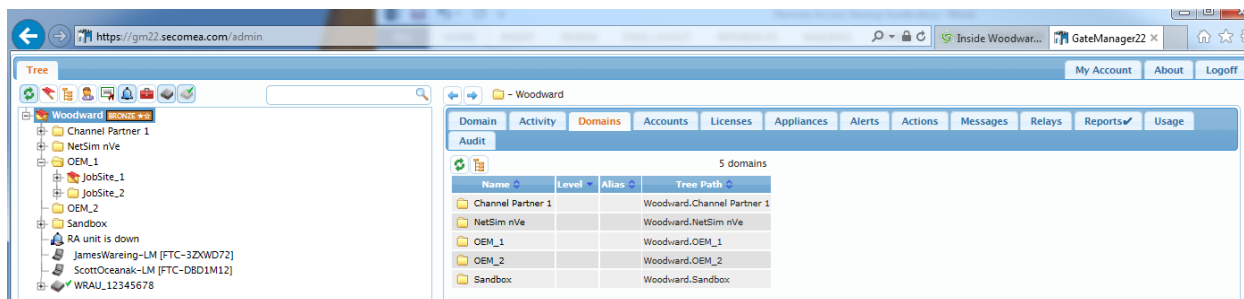 https://gm22.secomea.com/admin
Inside Woodwar...
GateManager22
Tree
My Account
About
Logoff
Woodward BRONZE
Channel Partner 1
NetSim nVe
OEM_1
JobSite_1
JobSite_2
OEM_2
Sandbox
RA unit is down
JamesWareing-LM [FTC-3ZXWD72]
ScottOceanak-LM [FTC-DBD1M12]
WRAU_12345678
- Woodward
Domain Activity Domains Accounts Licenses Appliances Alerts Actions Messages Relays Reports✔ Usage
Audit
5 domains
Name Level Alias Tree Path
Channel Partner 1 Woodward.Channel Partner 1
NetSim nVe Woodward.NetSim nVe
OEM_1 Woodward.OEM_1
OEM_2 Woodward.OEM_2
Sandbox Woodward.Sandbox